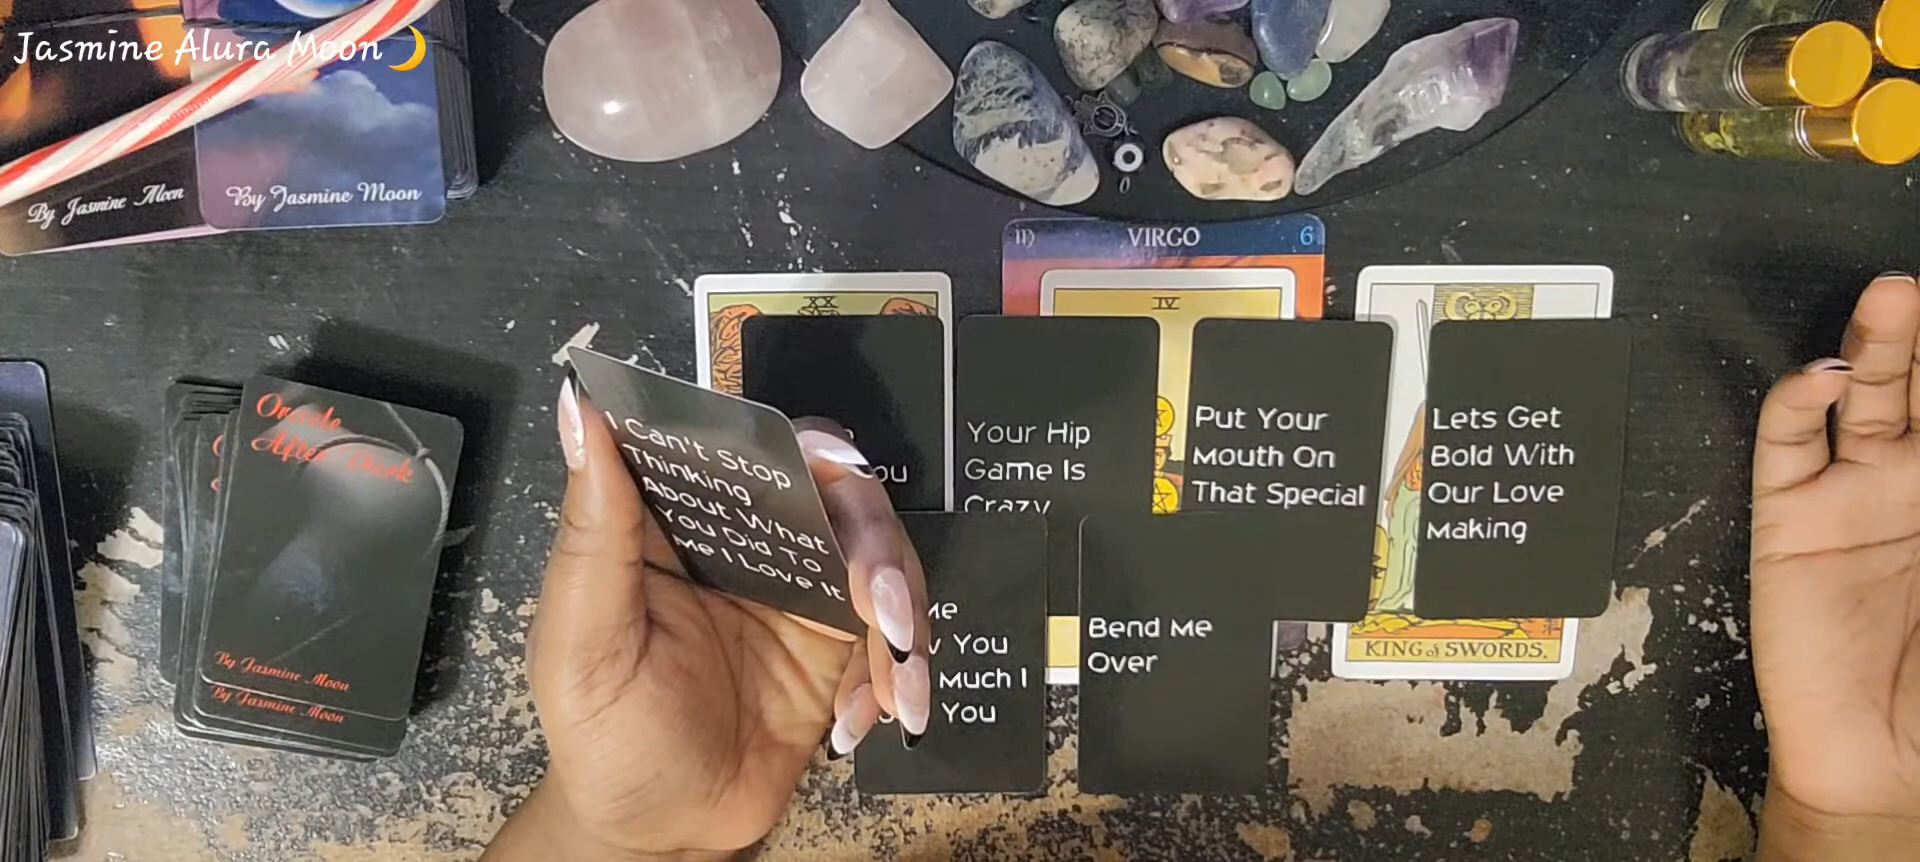 Jasmine Alura Moon
By Jasmine Moon
By Jasmine Moon
VIRGO
6
XX
IV
I Can't Stop
Thinking
About What
You Did To
Me I Love It
ou
Your Hip
Game Is
Crazy
Put Your
Mouth On
That Special
Lets Get
Bold With
Our Love
Making
KING of SWORDS.
Me
You
Much I
You
Bend Me
Over
Oracle
After Dark
By Jasmine Moon
By Jasmine Moon